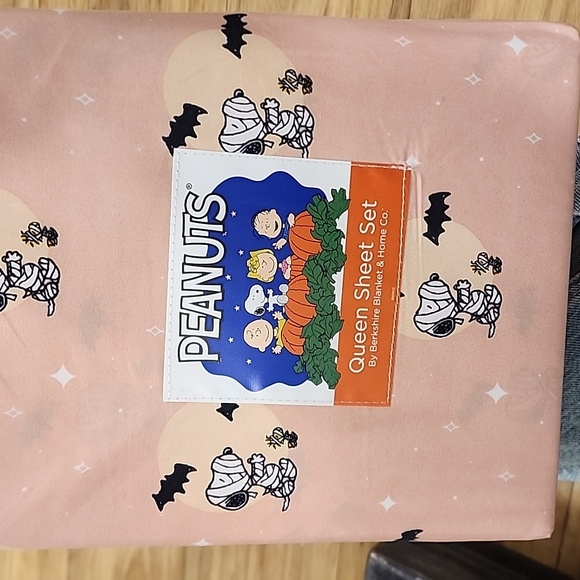 PEANUTS®
Queen Sheet Set
By Berkshire Blanket & Home Co.